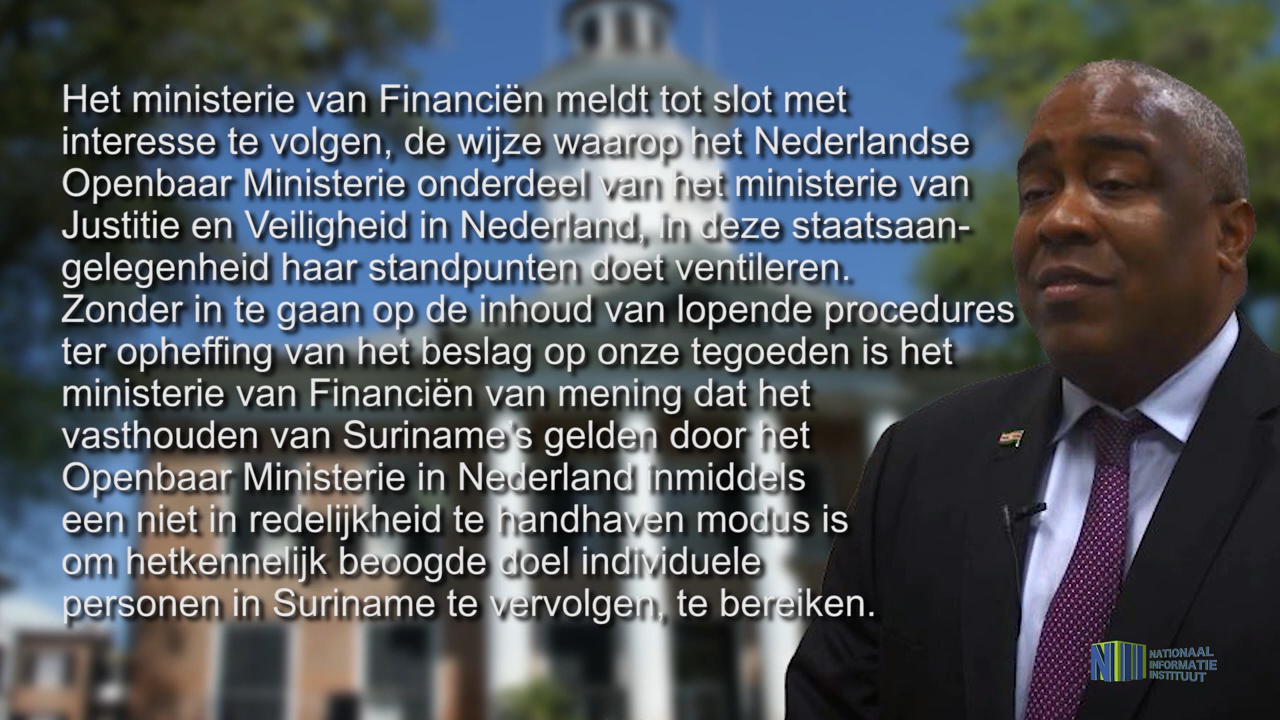 Het ministerie van Financiën meldt tot slot met
interesse te volgen, de wijze waarop het Nederlandse
Openbaar Ministerie onderdeel van het ministerie van
Justitie en Veiligheid in Nederland, in deze staatsaan-
gelegenheid haar standpunten doet ventileren.
Zonder in te gaan op de inhoud van lopende procedures
ter opheffing van het beslag op onze tegoeden is het
ministerie van Financiën van mening dat het
vasthouden van Suriname's gelden door het
Openbaar Ministerie in Nederland inmiddels
een niet in redelijkheid te handhaven modus is
om hetkennelijk beoogde doel individuele
personen in Suriname te vervolgen, te bereiken.
NII
NATIONAAL
INFORMATIE
INSTITUUT